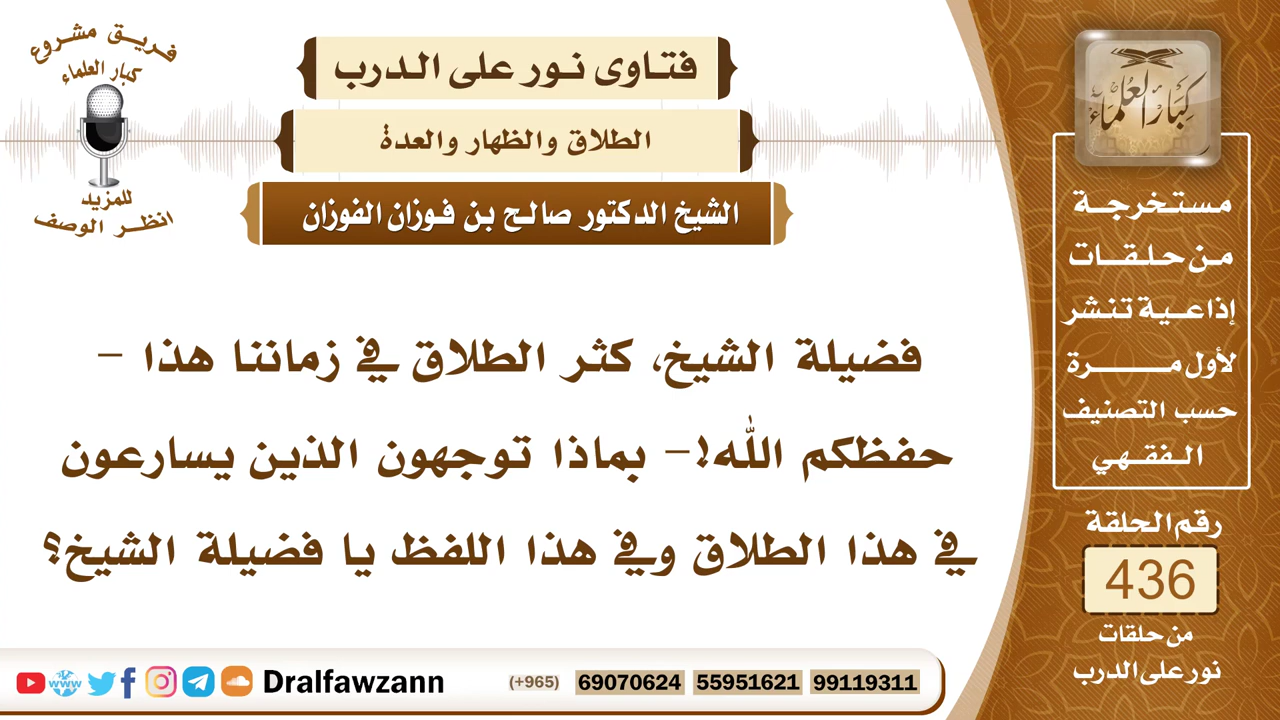 فريق مشروع
كبار العلماء
للمزيد
انظر الوصف
فتاوى نور على الدرب
الطلاق والظهار والعدة
الشيخ الدكتور صالح بن فوزان الفوزان
فضيلة الشيخ، كثر الطلاق في زماننا هذا –
حفظكم الله!– بماذا توجهون الذين يسارعون
في هذا الطلاق وفي هذا اللفظ يا فضيلة الشيخ؟
كبار العلماء
مستخرجة
من حلقات
إذاعية تنشر
لأول مرة
حسب التصنيف
الفقهي
رقم الحلقة
436
من حلقات
نور على الدرب
www Dralfawzann (+965) 69070624 55951621 99119311